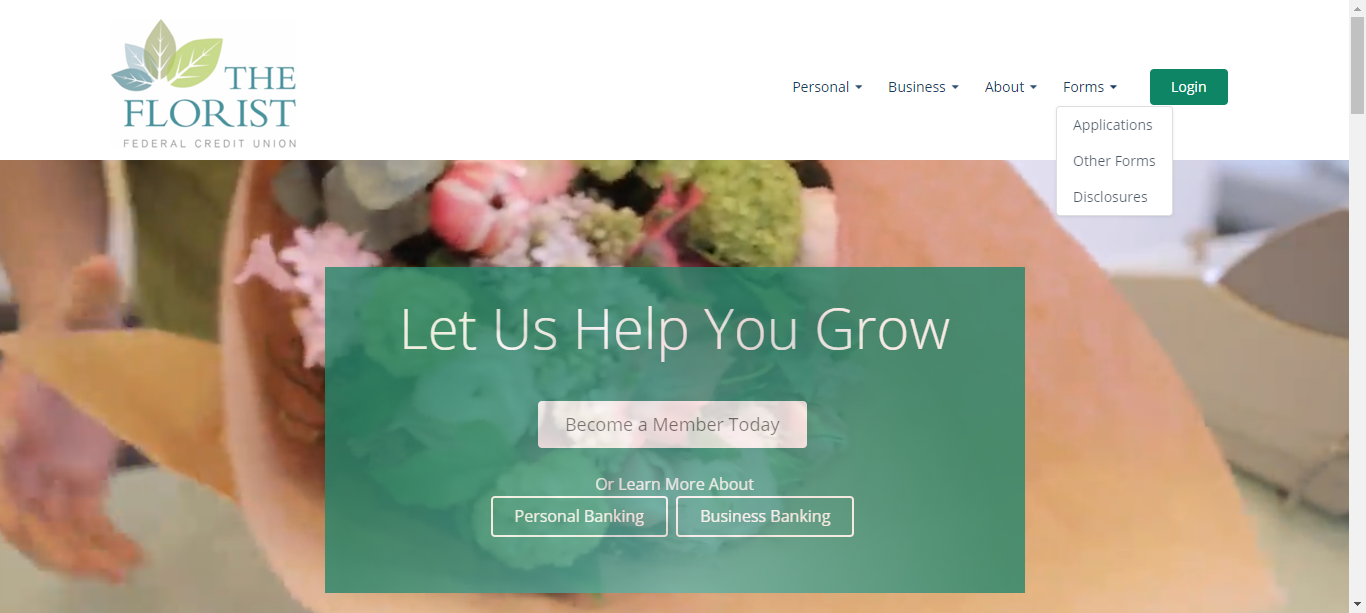 THE
FLORIST
FEDERAL CREDIT UNION
Personal
Business
About
Forms
Login
Applications
Other Forms
Disclosures
Let Us Help You Grow
Become a Member Today
Or Learn More About
Personal Banking
Business Banking